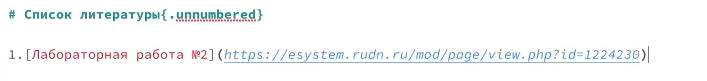 # Список литературы{.unnumbered}
1.[Лабораторная работа №2](https://esystem.rudn.ru/mod/page/view.php?id=1224230)